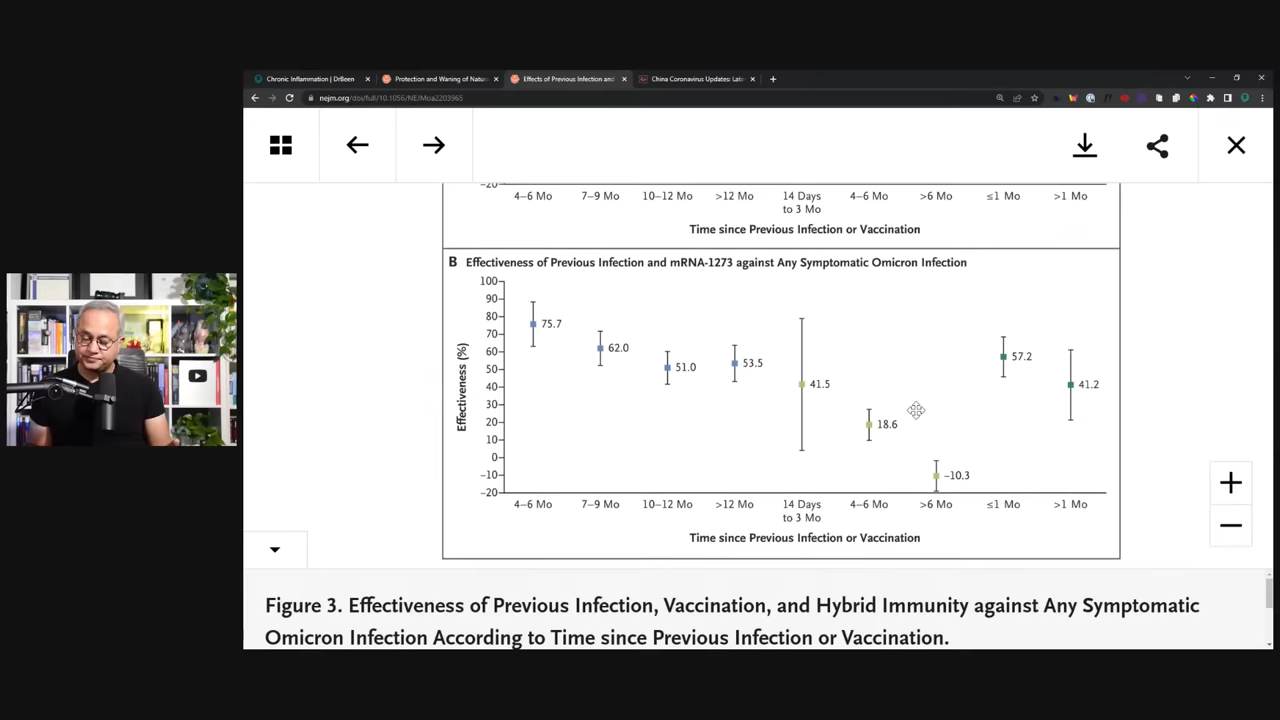 Chronic Inflammation | DrBeen
Protection and Waning of Natu
Effects of Previous Infection and
China Coronavirus Updates: Late
nejm.org/doi/full/10.1056/NEJMoa2203965
-20
4–6 Mo 7–9 Mo 10–12 Mo >12 Mo 14 Days 4–6 Mo >6 Mo ≤1 Mo >1 Mo
to 3 Mo
Time since Previous Infection or Vaccination
B Effectiveness of Previous Infection and mRNA-1273 against Any Symptomatic Omicron Infection
Effectiveness (%)
100
90
80
70
60
50
40
30
20
10
0
−10
−20
75.7
62.0
51.0
53.5
41.5
18.6
−10.3
57.2
41.2
4–6 Mo 7–9 Mo 10–12 Mo >12 Mo 14 Days 4–6 Mo >6 Mo ≤1 Mo >1 Mo
to 3 Mo
Time since Previous Infection or Vaccination
Figure 3. Effectiveness of Previous Infection, Vaccination, and Hybrid Immunity against Any Symptomatic
Omicron Infection According to Time since Previous Infection or Vaccination.